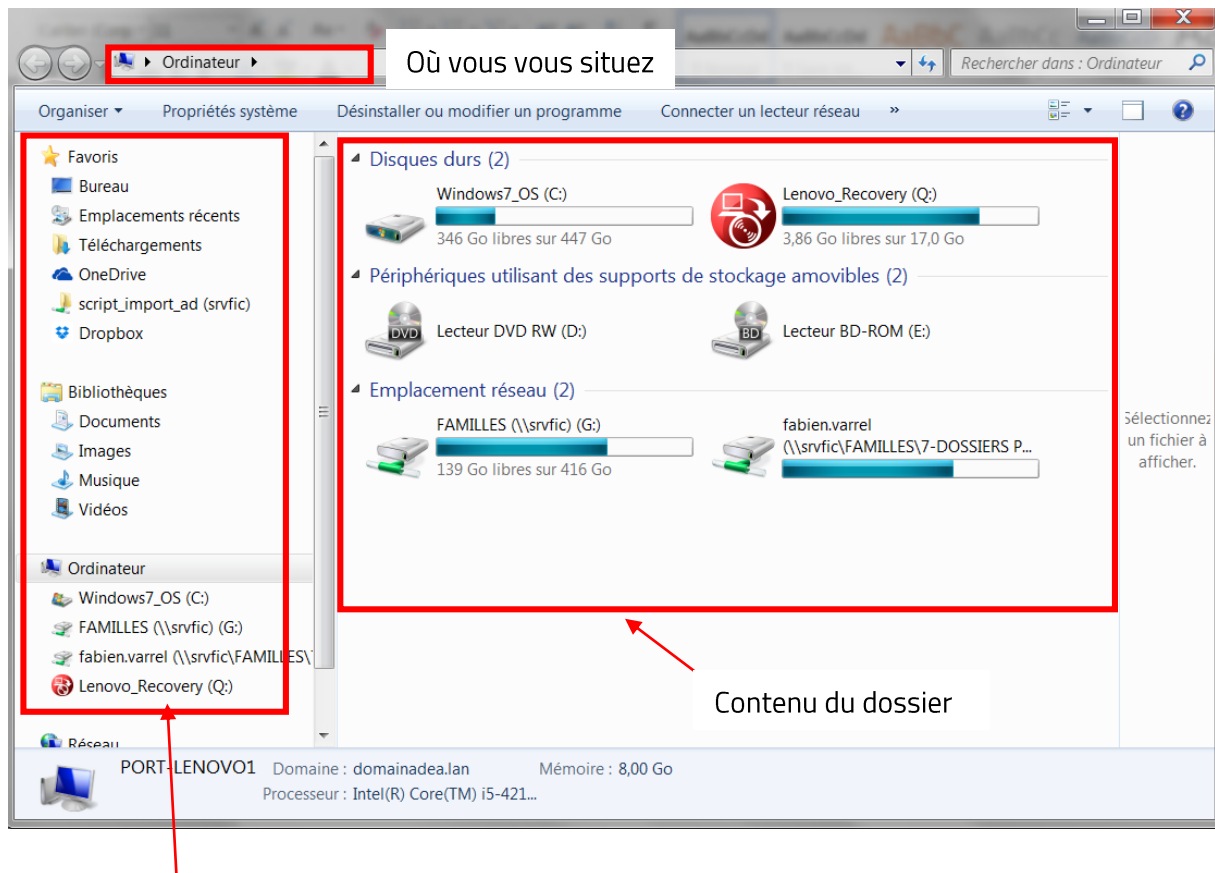 Ordinateur
Où vous vous situez
Rechercher dans : Ordinateur
Organiser
Propriétés système
Désinstaller ou modifier un programme
Connecter un lecteur réseau
»
Favoris
Bureau
Emplacements récents
Téléchargements
OneDrive
script_import_ad (srvfic)
Dropbox
Bibliothèques
Documents
Images
Musique
Vidéos
Ordinateur
Windows7_OS (C:)
FAMILLES (\\srvfic) (G:)
fabien.varrel (\\srvfic\FAMILLES\
Lenovo_Recovery (Q:)
Réseau
Disques durs (2)
Windows7_OS (C:)
346 Go libres sur 447 Go
Lenovo_Recovery (Q:)
3,86 Go libres sur 17,0 Go
Périphériques utilisant des supports de stockage amovibles (2)
DVD
Lecteur DVD RW (D:)
BD
Lecteur BD-ROM (E:)
Emplacement réseau (2)
FAMILLES (\\srvfic) (G:)
139 Go libres sur 416 Go
fabien.varrel
(\\srvfic\FAMILLES\7-DOSSIERS P...
Sélectionnez
un fichier à
afficher.
Contenu du dossier
PORT-LENOVO1
Domaine : domainadea.lan
Mémoire : 8,00 Go
Processeur : Intel(R) Core(TM) i5-421...